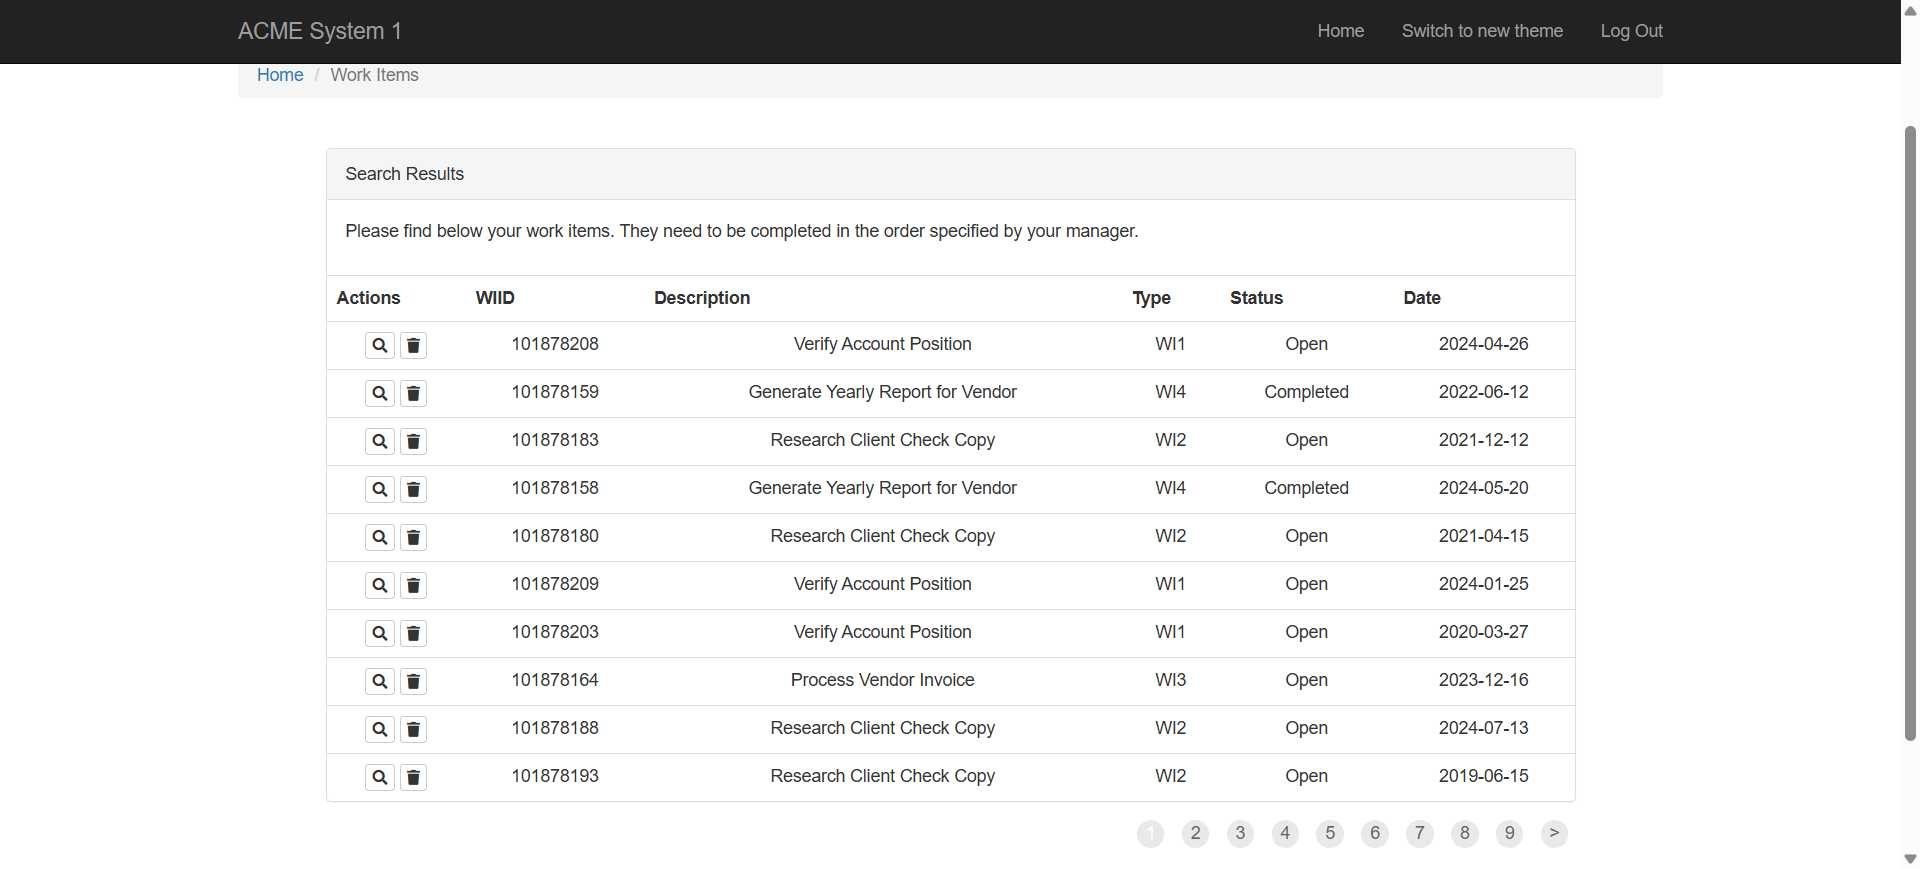 ACME System 1 Home Switch to new theme Log Out
Home / Work Items
Search Results
Please find below your work items. They need to be completed in the order specified by your manager.
Actions WIID Description Type Status Date
101878208 Verify Account Position WI1 Open 2024-04-26
101878159 Generate Yearly Report for Vendor WI4 Completed 2022-06-12
101878183 Research Client Check Copy WI2 Open 2021-12-12
101878158 Generate Yearly Report for Vendor WI4 Completed 2024-05-20
101878180 Research Client Check Copy WI2 Open 2021-04-15
101878209 Verify Account Position WI1 Open 2024-01-25
101878203 Verify Account Position WI1 Open 2020-03-27
101878164 Process Vendor Invoice WI3 Open 2023-12-16
101878188 Research Client Check Copy WI2 Open 2024-07-13
101878193 Research Client Check Copy WI2 Open 2019-06-15
1 2 3 4 5 6 7 8 9 >